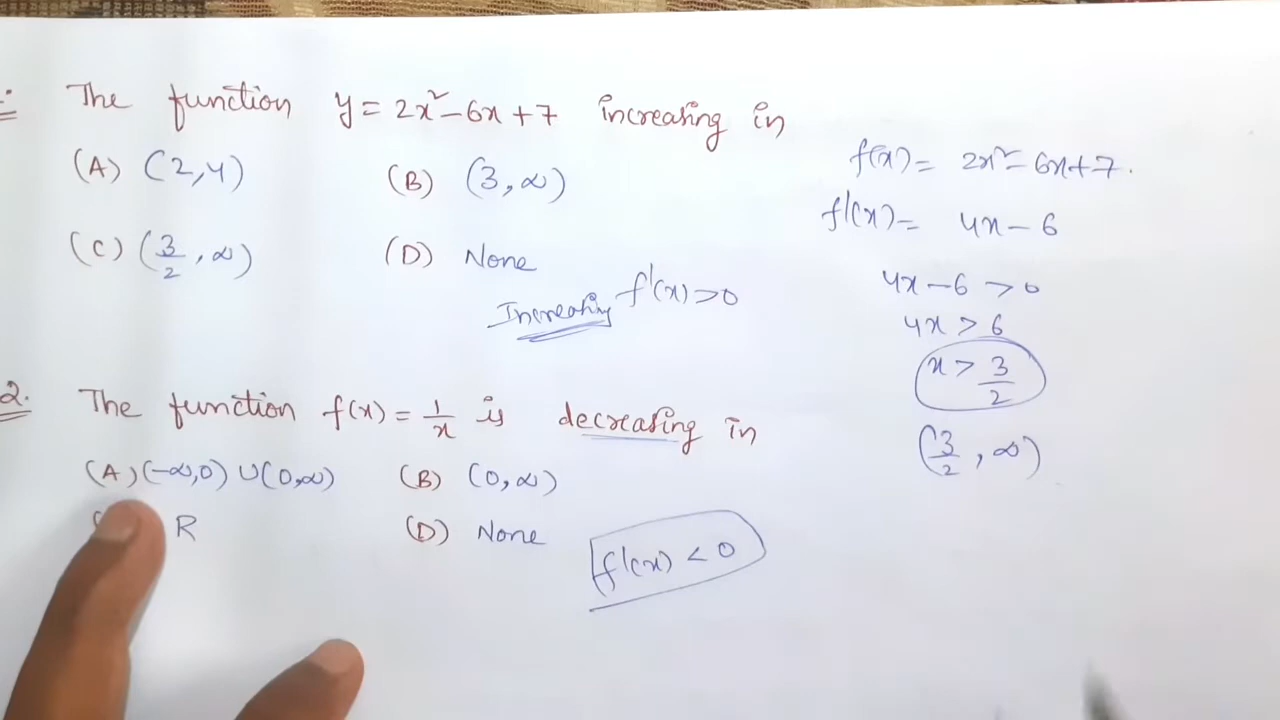 The function y = 2x² - 6x + 7 increasing in
(A) (2,4) (B) (3,∞)
(C) (3/2, ∞) (D) None
Increasing f'(x) > 0
2. The function f(x) = 1/x is decreasing in
(A) (-∞,0) ∪ (0,∞) (B) (0,∞)
R (D) None
f'(x) < 0
f(x) = 2x² - 6x + 7.
f'(x) = 4x - 6
4x - 6 > 0
4x > 6
x > 3/2
(3/2, ∞)